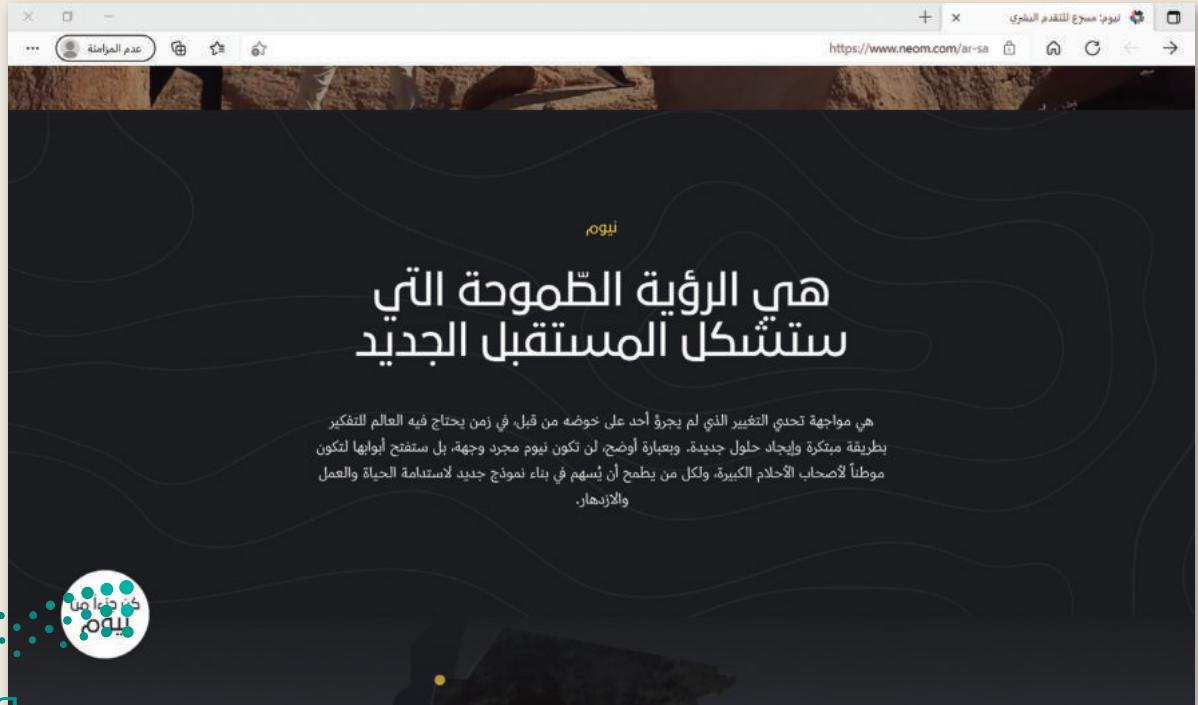 نيوم: مسرّع للتقدم البشري
https://www.neom.com/ar-sa
عدم المزامنة
نيوم
هي الرؤية الطّموحة التي
ستشكل المستقبل الجديد
هي مواجهة تحدي التغيير الذي لم يجرؤ أحد على خوضه من قبل، في زمن يحتاج فيه العالم للتفكير
بطريقة مبتكرة وإيجاد حلول جديدة. وبعبارة أوضح، لن تكون نيوم مجرد وجهة، بل ستفتح أبوابها لتكون
موطناً لأصحاب الأحلام الكبيرة، ولكل من يطمح أن يُسهم في بناء نموذج جديد لاستدامة الحياة والعمل
والازدهار.
كن جزءاً من
نيوم